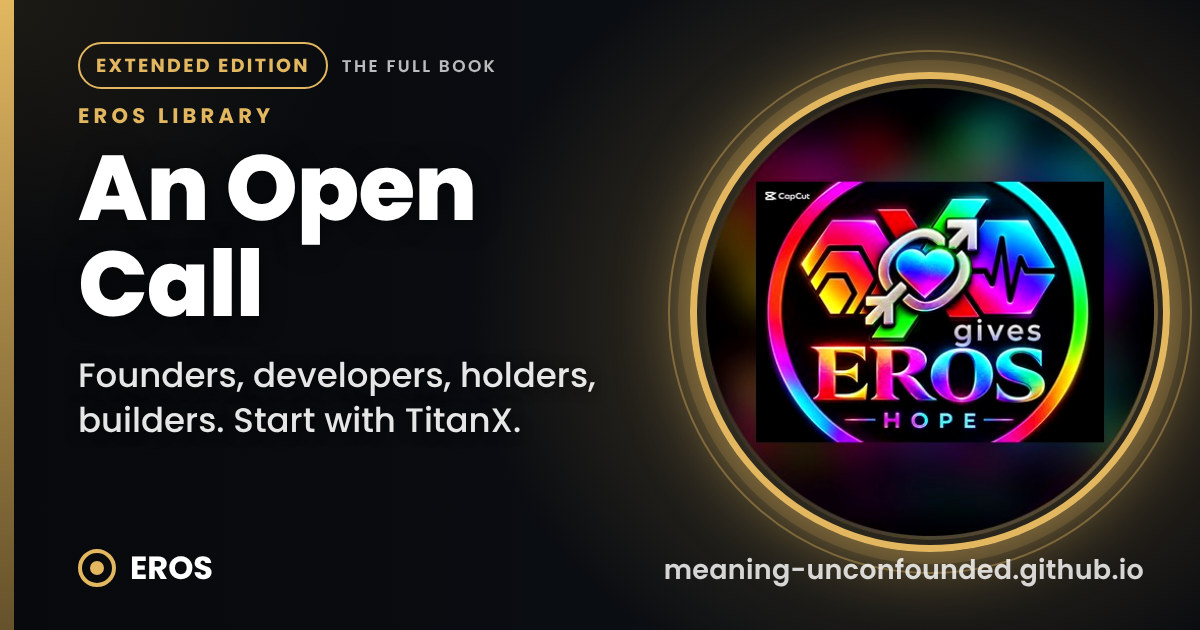 EXTENDED EDITION THE FULL BOOK
EROS LIBRARY
An Open
Call
Founders, developers, holders,
builders. Start with TitanX.
CapCut
gives
EROS
HOPE
EROS
meaning-unconfounded.github.io